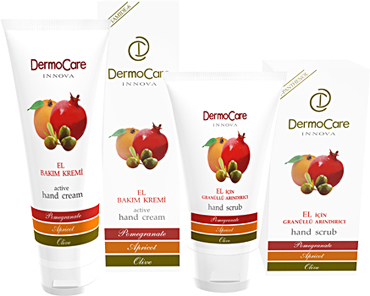 DermoCare
INNOVA
EL
BAKIM KREMİ
active
hand cream
Pomegranate
Apricot
Olive
DermoCare
INNOVA
EL
BAKIM KREMİ
active
hand cream
Pomegranate
Apricot
Olive
DermoCare
INNOVA
EL İÇİN
GRANÜLLÜ ARINDIRICI
hand scrub
Pomegranate
Apricot
Olive
PANTHENOL
DermoCare
INNOVA
EL İÇİN
GRANÜLLÜ ARINDIRICI
hand scrub
Pomegranate
Apricot
Olive